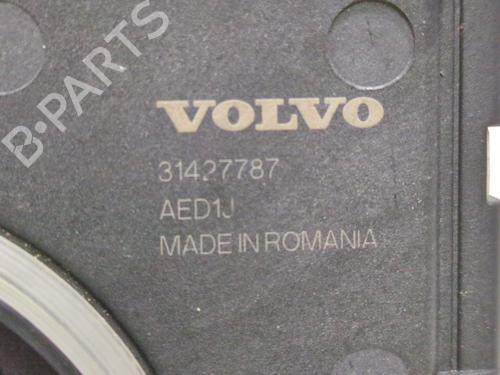 B-PARTS
VOLVO
31427787
AED1J
MADE IN ROMANIA